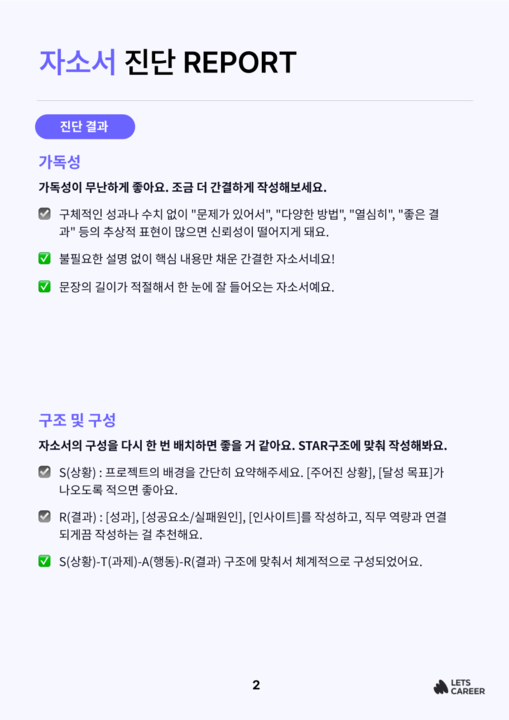 자소서 진단 REPORT
진단 결과
가독성
가독성이 무난하게 좋아요. 조금 더 간결하게 작성해보세요.
구체적인 성과나 수치 없이 "문제가 있어서", "다양한 방법", "열심히", "좋은 결
과" 등의 추상적 표현이 많으면 신뢰성이 떨어지게 돼요.
불필요한 설명 없이 핵심 내용만 채운 간결한 자소서네요!
문장의 길이가 적절해서 한 눈에 잘 들어오는 자소서예요.
구조 및 구성
자소서의 구성을 다시 한 번 배치하면 좋을 거 같아요. STAR구조에 맞춰 작성해봐요.
S(상황) : 프로젝트의 배경을 간단히 요약해주세요. [주어진 상황], [달성 목표]가
나오도록 적으면 좋아요.
R(결과) : [성과], [성공요소/실패원인], [인사이트]를 작성하고, 직무 역량과 연결
되게끔 작성하는 걸 추천해요.
S(상황)-T(과제)-A(행동)-R(결과) 구조에 맞춰서 체계적으로 구성되었어요.
2
LETS
CAREER